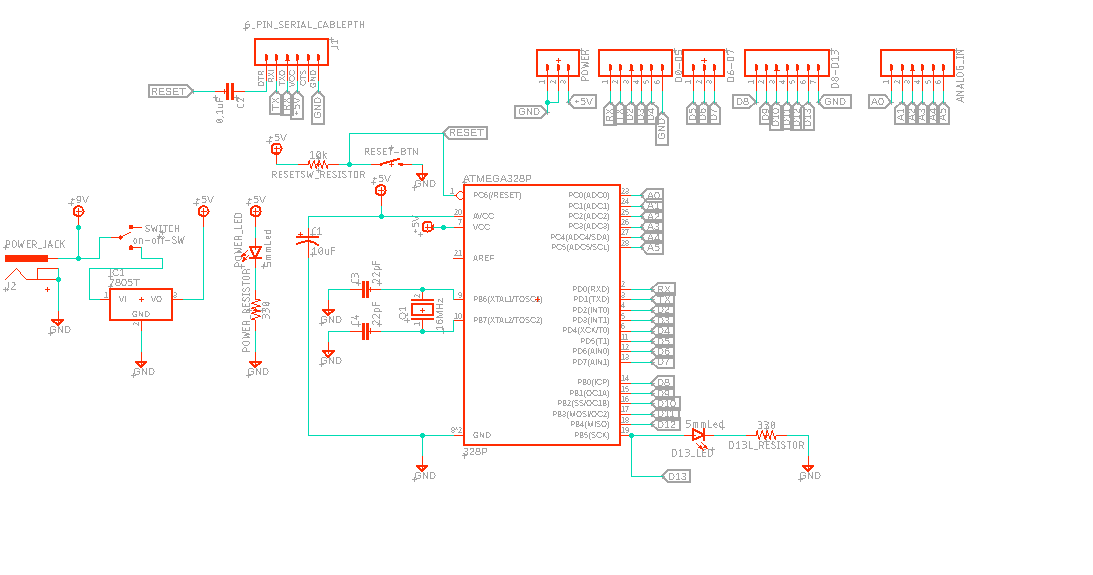 6_PIN_SERIAL_CABLEPTH
J1
DTR
RXI
TXO
VCC
CTS
GND
RESET
0.1uF
C2
TX
RX
+5V
GND
POWER
1
2
3
GND
+5V
D0-D5
1
2
3
4
5
6
RX
TX
D2
D3
D4
GND
D6-D7
1
2
3
D5
D6
D7
D8-D13
1
2
3
4
5
6
7
D8
D9
D10
D11
D12
D13
GND
ANALOG_IN
1
2
3
4
5
6
A0
A1
A2
A3
A4
A5
RESET
+5V
10k
RESETSW_RESISTOR
RESET-BTN
GND
+5V
+9V
+5V
+5V
POWER_JACK
J2
SWITCH
on-off-SW
C1
7805T
1
VI
VO
3
GND
2
GND
GND
POWER_LED
5mmLed
POWER_RESISTOR
330
GND
C1
10uF
+5V
C3
22pF
GND
C4
22pF
GND
Q1
2
1
16MHz
GND
ATMEGA328P
1
PC6(/RESET)
20
AVCC
7
VCC
21
AREF
9
PB6(XTAL1/TOSC1)
10
PB7(XTAL2/TOSC2)
8*2
GND
328P
PC0(ADC0)
23
A0
PC1(ADC1)
24
A1
PC2(ADC2)
25
A2
PC3(ADC3)
26
A3
PC4(ADC4/SDA)
27
A4
PC5(ADC5/SCL)
28
A5
PD0(RXD)
2
RX
PD1(TXD)
3
TX
PD2(INT0)
4
D2
PD3(INT1)
5
D3
PD4(XCK/T0)
6
D4
PD5(T1)
11
D5
PD6(AIN0)
12
D6
PD7(AIN1)
13
D7
PB0(ICP)
14
D8
PB1(OC1A)
15
D9
PB2(SS/OC1B)
16
D10
PB3(MOSI/OC2)
17
D11
PB4(MISO)
18
D12
PB5(SCK)
19
5mmLed
D13_LED
330
D13L_RESISTOR
GND
D13